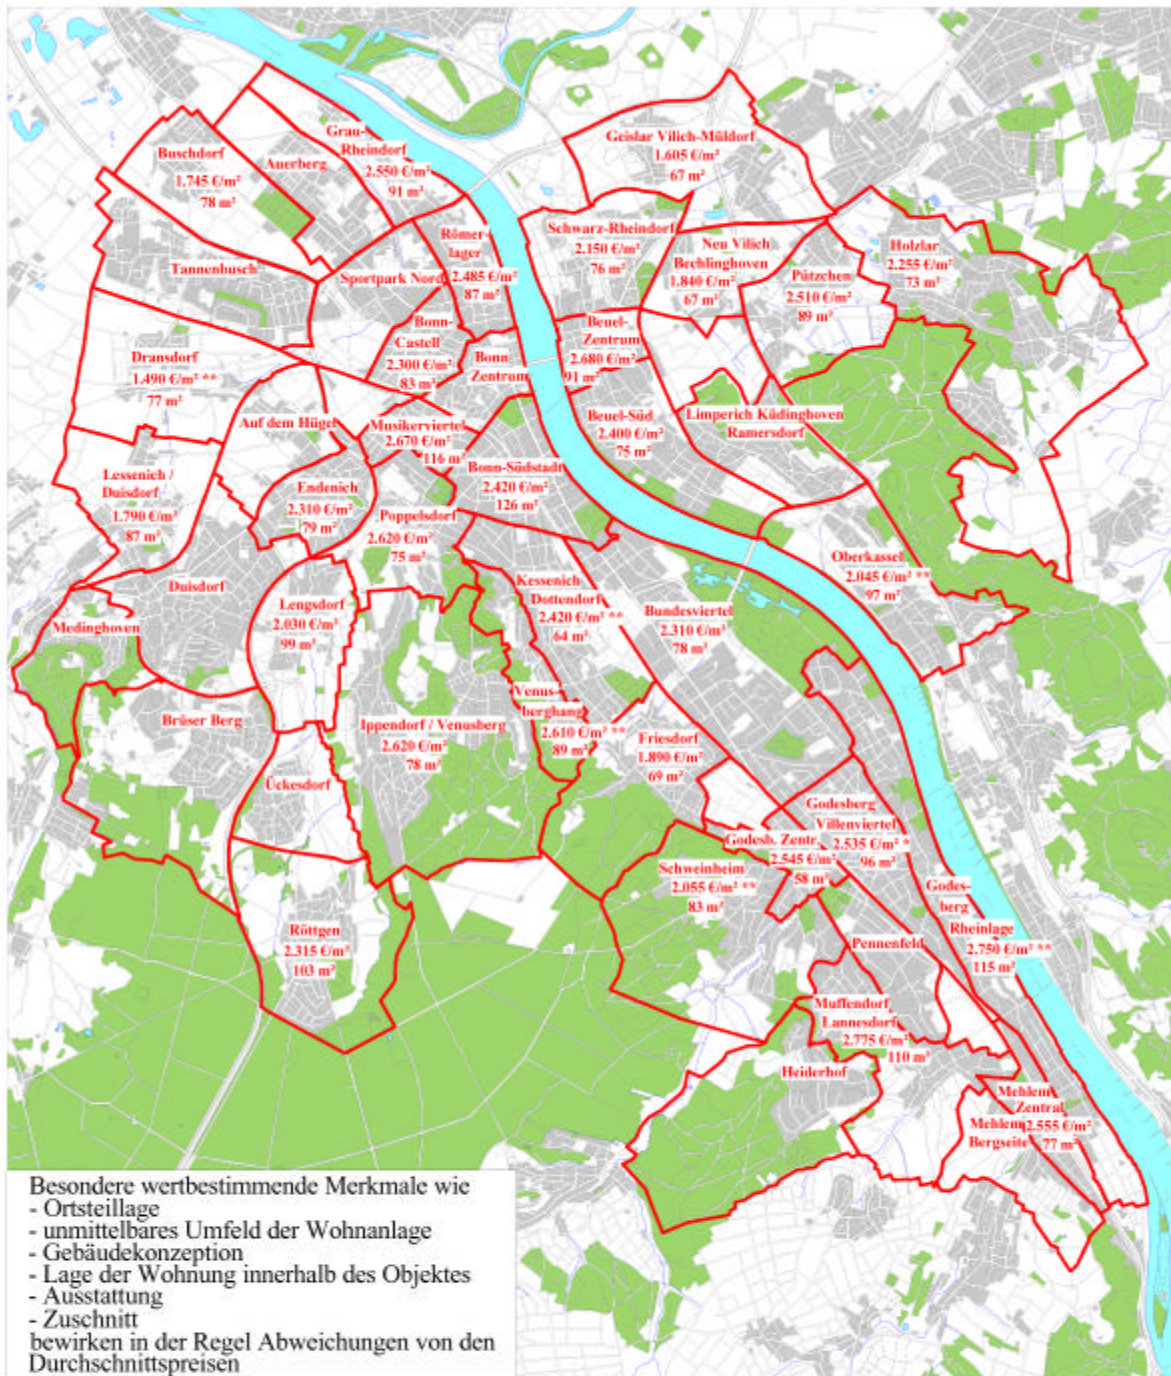 Grau-
Rheindorf
2.550 €/m²
91 m²
Buschdorf
1.745 €/m²
78 m²
Auerberg
Geislar Vilich-Müldorf
1.605 €/m²
67 m²
Römer-
lager
2.485 €/m²
87 m²
Schwarz-Rheindorf
2.150 €/m²
76 m²
Neu Vilich
Bechlinghoven
1.840 €/m²
67 m²
Pützchen
2.510 €/m²
89 m²
Holzlar
2.255 €/m²
73 m²
Tannenbusch
Sportpark Nord
Bonn-
Castell
2.300 €/m²
83 m²
Bonn
Zentrum
Beuel-
Zentrum
2.680 €/m²
91 m²
Dransdorf
1.490 €/m² **
77 m²
Auf dem Hügel
Musikerviertel
2.670 €/m²
116 m²
Beuel-Süd
2.400 €/m²
75 m²
Limperich Küdinghoven
Ramersdorf
Lessenich /
Duisdorf
1.790 €/m²
87 m²
Endenich
2.310 €/m²
79 m²
Poppelsdorf
2.620 €/m²
75 m²
Bonn-Südstadt
2.420 €/m²
126 m²
Oberkassel
2.045 €/m² **
97 m²
Duisdorf
Medinghoven
Lengsdorf
2.030 €/m²
99 m²
Kessenich
Dottendorf
2.420 €/m² **
64 m²
Bundesviertel
2.310 €/m²
78 m²
Brüser Berg
Ippendorf / Venusberg
2.620 €/m²
78 m²
Venus-
berghang
2.610 €/m² **
89 m²
Friesdorf
1.890 €/m²
69 m²
Ückesdorf
Godesberg
Villenviertel
2.535 €/m² *
96 m²
Godesb. Zentr.
2.545 €/m²
58 m²
Schweinheim
2.055 €/m² **
83 m²
Godes-
berg
Rheinlage
2.750 €/m² **
115 m²
Röttgen
2.315 €/m²
103 m²
Pennenfeld
Muffendorf
Lannesdorf
2.775 €/m²
110 m²
Heiderhof
Mehlem
Zentral
2.555 €/m²
77 m²
Mehlem
Bergseite
Besondere wertbestimmende Merkmale wie
- Ortsteillage
- unmittelbares Umfeld der Wohnanlage
- Gebäudekonzeption
- Lage der Wohnung innerhalb des Objektes
- Ausstattung
- Zuschnitt
bewirken in der Regel Abweichungen von den
Durchschnittspreisen